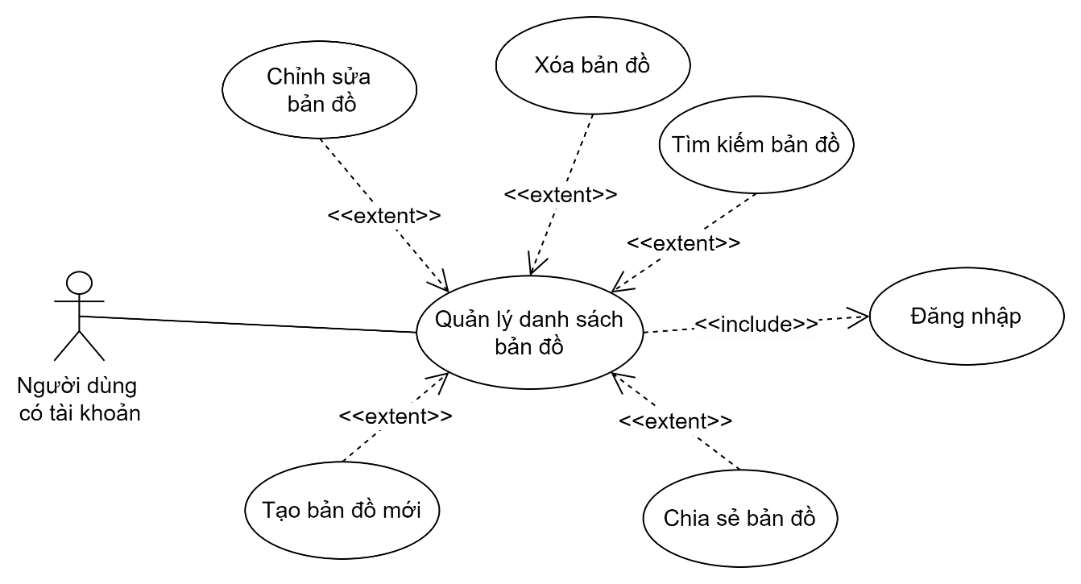 Chỉnh sửa
bản đồ
Xóa bản đồ
Tìm kiếm bản đồ
<<extent>>
<<extent>>
<<extent>>
Quản lý danh sách
bản đồ
<<include>>
Đăng nhập
Người dùng
có tài khoản
<<extent>>
<<extent>>
Tạo bản đồ mới
Chia sẻ bản đồ